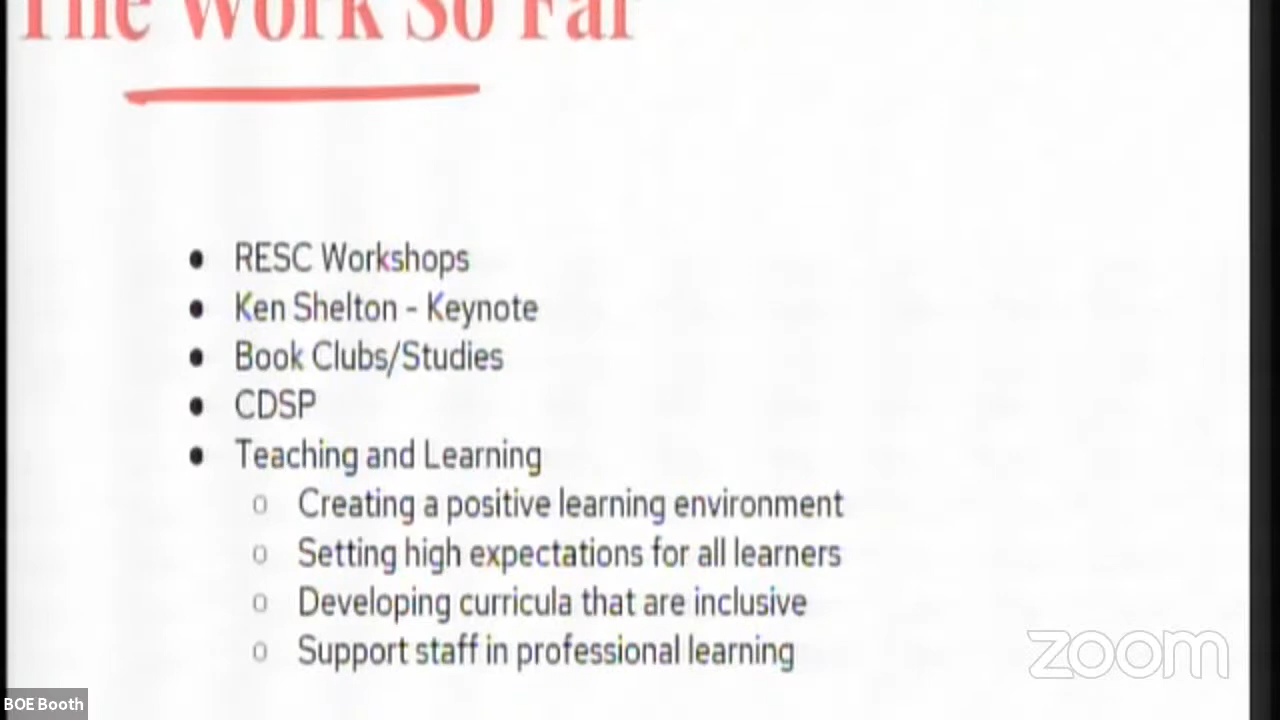 The Work So Far
● RESC Workshops
● Ken Shelton - Keynote
● Book Clubs/Studies
● CDSP
● Teaching and Learning
o Creating a positive learning environment
o Setting high expectations for all learners
o Developing curricula that are inclusive
o Support staff in professional learning
zoom
BOE Booth